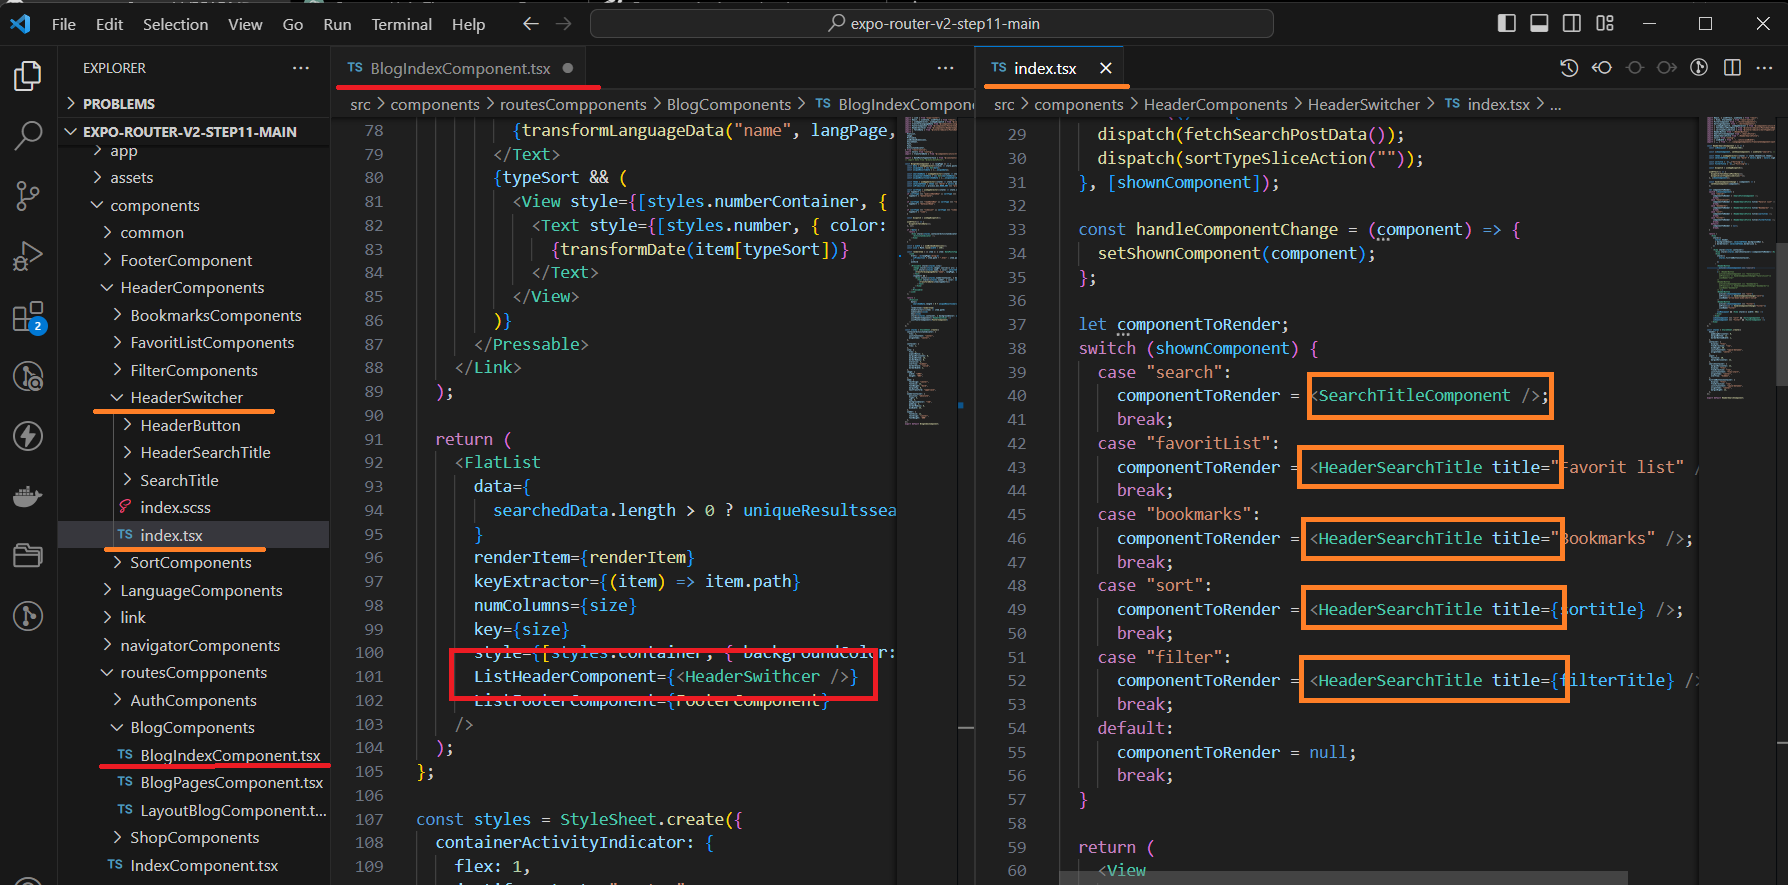 File Edit Selection View Go Run Terminal Help
expo-router-v2-step11-main
EXPLORER
PROBLEMS
EXPO-ROUTER-V2-STEP11-MAIN
app
assets
components
common
FooterComponent
HeaderComponents
BookmarksComponents
FavoritListComponents
FilterComponents
HeaderSwitcher
HeaderButton
HeaderSearchTitle
SearchTitle
index.scss
TS index.tsx
SortComponents
LanguageComponents
link
navigatorComponents
routesCompponents
AuthComponents
BlogComponents
TS BlogIndexComponent.tsx
TS BlogPagesComponent.tsx
TS LayoutBlogComponent.t...
ShopComponents
TS IndexComponent.tsx
2
TS BlogIndexComponent.tsx
src > components > routesCompponents > BlogComponents > TS BlogIndexCompone
78 {transformLanguageData("name", langPage,
79 </Text>
80 {typeSort && (
81 <View style={[styles.numberContainer, {
82 <Text style={[styles.number, { color:
83 {transformDate(item[typeSort])}
84 </Text>
85 </View>
86 )}
87 </Pressable>
88 </Link>
89 );
90
91 return (
92 <FlatList
93 data={
94 searchedData.length > 0 ? uniqueResultssea
95 }
96 renderItem={renderItem}
97 keyExtractor={(item) => item.path}
98 numColumns={size}
99 key={size}
100 style={[styles.container, { backgroundColor:
101 ListHeaderComponent={<HeaderSwithcer />}
102 ListFooterComponent={FooterComponent}
103 />
104 );
105 };
106
107 const styles = StyleSheet.create({
108 containerActivityIndicator: {
109 flex: 1,
TS index.tsx
src > components > HeaderComponents > HeaderSwitcher > TS index.tsx > ...
29 dispatch(fetchSearchPostData());
30 dispatch(sortTypeSliceAction(""));
31 }, [shownComponent]);
32
33 const handleComponentChange = (component) => {
34 setShownComponent(component);
35 };
36
37 let componentToRender;
38 switch (shownComponent) {
39 case "search":
40 componentToRender = <SearchTitleComponent />;
41 break;
42 case "favoritList":
43 componentToRender = <HeaderSearchTitle title="Favorit list" /
44 break;
45 case "bookmarks":
46 componentToRender = <HeaderSearchTitle title="Bookmarks" />;
47 break;
48 case "sort":
49 componentToRender = <HeaderSearchTitle title={sortitle} />;
50 break;
51 case "filter":
52 componentToRender = <HeaderSearchTitle title={filterTitle} />
53 break;
54 default:
55 componentToRender = null;
56 break;
57 }
58
59 return (
60 <View